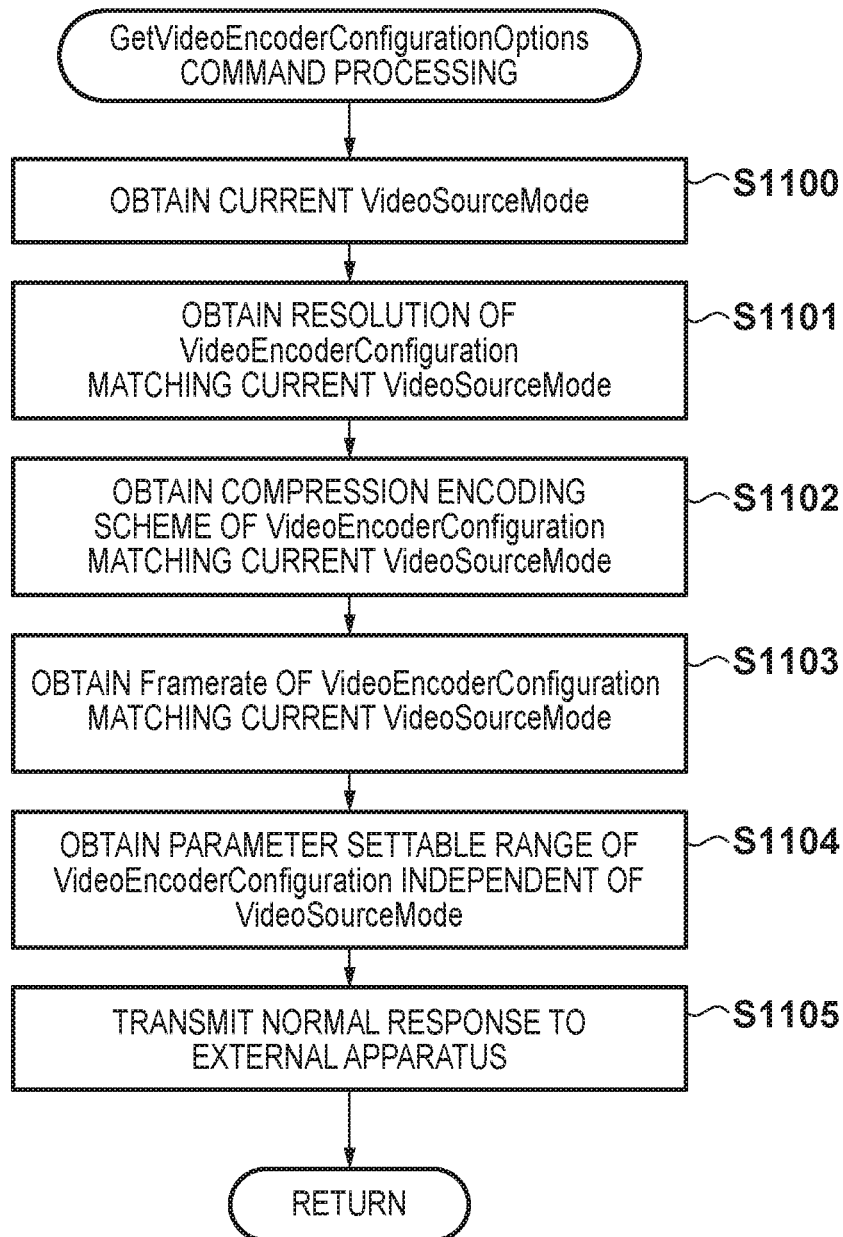 GetVideoEncoderConfigurationOptions
COMMAND PROCESSING
OBTAIN CURRENT VideoSourceMode
S1100
OBTAIN RESOLUTION OF
VideoEncoderConfiguration
MATCHING CURRENT VideoSourceMode
S1101
OBTAIN COMPRESSION ENCODING
SCHEME OF VideoEncoderConfiguration
MATCHING CURRENT VideoSourceMode
S1102
OBTAIN Framerate OF VideoEncoderConfiguration
MATCHING CURRENT VideoSourceMode
S1103
OBTAIN PARAMETER SETTABLE RANGE OF
VideoEncoderConfiguration INDEPENDENT OF
VideoSourceMode
S1104
TRANSMIT NORMAL RESPONSE TO
EXTERNAL APPARATUS
S1105
RETURN